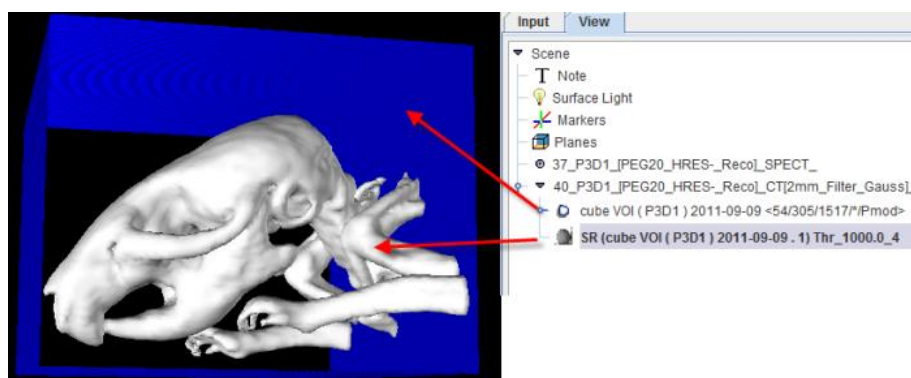 Input View
Scene
Note
Surface Light
Markers
Planes
37_P3D1_[PEG20_HRES-_Reco]_SPECT_
40_P3D1_[PEG20_HRES-_Reco]_CT[2mm_Filter_Gauss]_
cube VOI ( P3D1 ) 2011-09-09 <54/305/1517/*/Pmod>
SR (cube VOI ( P3D1 ) 2011-09-09 . 1) Thr_1000.0_4